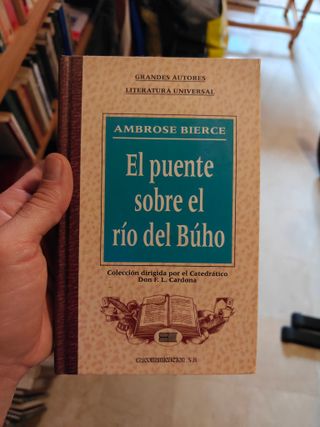 GRANDES AUTORES
LITERATURA UNIVERSAL
AMBROSE BIERCE
El puente
sobre el
río del Búho
Colección dirigida por el Catedrático
Don F. L. Cardona